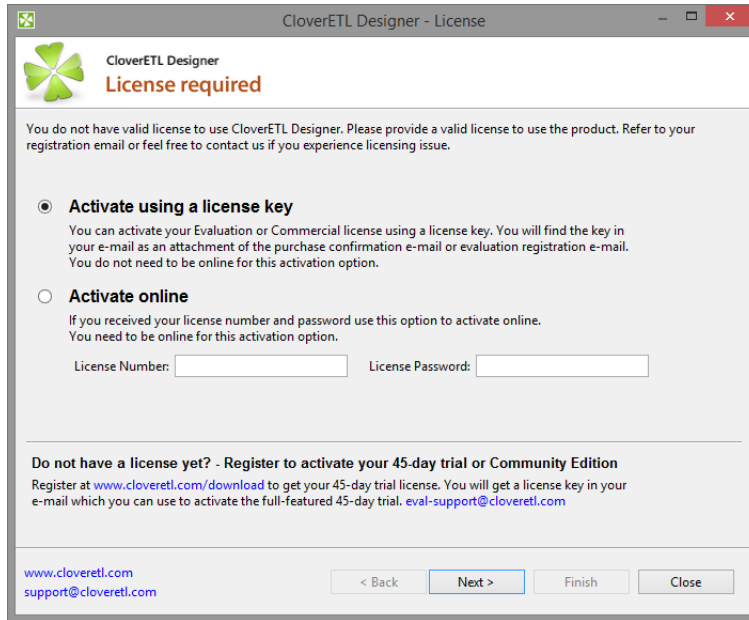 CloverETL Designer - License
CloverETL Designer
License required
You do not have valid license to use CloverETL Designer. Please provide a valid license to use the product. Refer to your
registration email or feel free to contact us if you experience licensing issue.
Activate using a license key
You can activate your Evaluation or Commercial license using a license key. You will find the key in
your e-mail as an attachment of the purchase confirmation e-mail or evaluation registration e-mail.
You do not need to be online for this activation option.
Activate online
If you received your license number and password use this option to activate online.
You need to be online for this activation option.
License Number: License Password:
Do not have a license yet? - Register to activate your 45-day trial or Community Edition
Register at www.cloveretl.com/download to get your 45-day trial license. You will get a license key in your
e-mail which you can use to activate the full-featured 45-day trial. eval-support@cloveretl.com
www.cloveretl.com
support@cloveretl.com
< Back Next > Finish Close